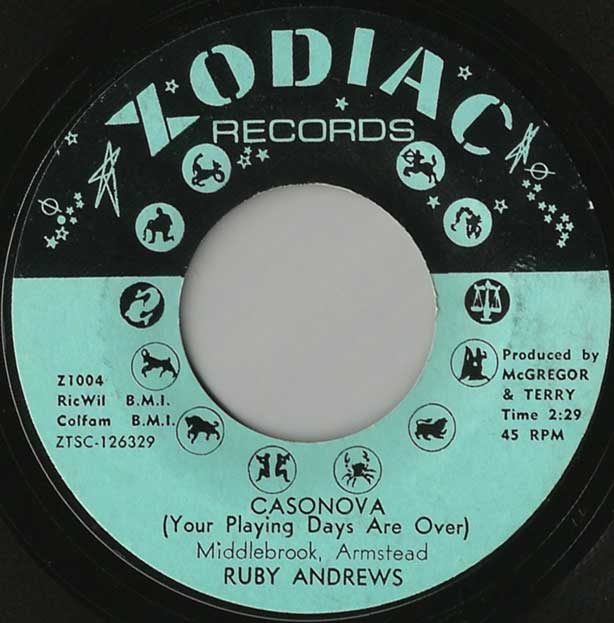 ZODIAC
RECORDS
Z1004
RicWil B.M.I.
Colfam B.M.I.
ZTSC-126329
Produced by
McGREGOR
& TERRY
Time 2:29
45 RPM
CASONOVA
(Your Playing Days Are Over)
Middlebrook, Armstead
RUBY ANDREWS